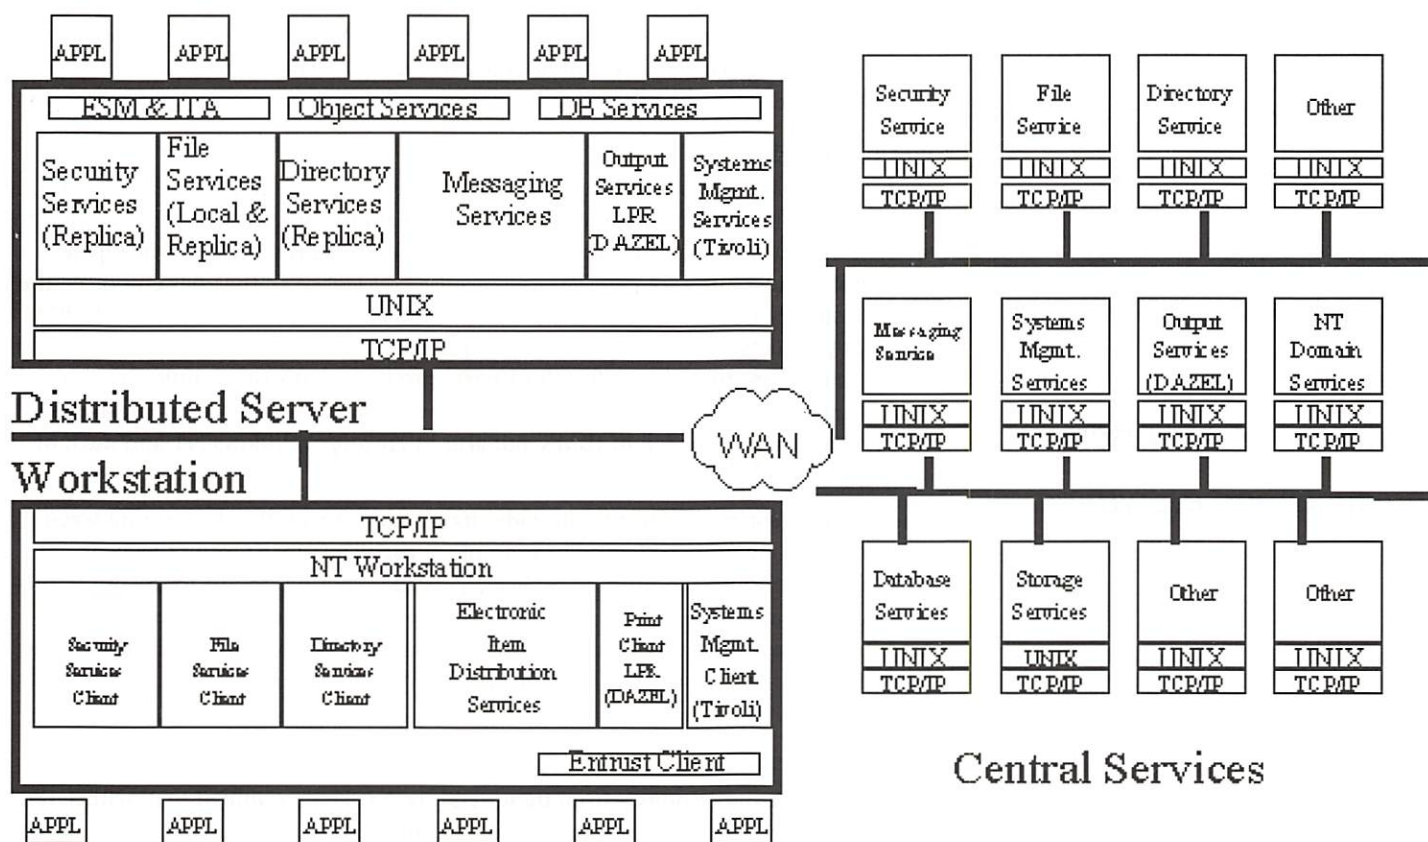 APPL APPL APPL APPL APPL APPL
ESM & ITA
Object Services
DB Services
Security
Services
(Replica)
File
Services
(Local &
Replica)
Directory
Services
(Replica)
Messaging
Services
Output
Services
LPR
(DAZEL)
Systems
Mgmt.
Services
(Tivoli)
UNIX
TCP/IP
Distributed Server
Workstation
TCP/IP
NT Workstation
Security
Services
Client
File
Services
Client
Directory
Services
Client
Electronic
Item
Distribution
Services
Print
Client
LPR
(DAZEL)
Systems
Mgmt.
Client
(Tivoli)
Entrust Client
APPL APPL APPL APPL APPL APPL
WAN
Security
Service
UNIX
TCP/IP
File
Service
UNIX
TCP/IP
Directory
Service
UNIX
TCP/IP
Other
UNIX
TCP/IP
Messaging
Service
UNIX
TCP/IP
Systems
Mgmt.
Services
UNIX
TCP/IP
Output
Services
(DAZEL)
UNIX
TCP/IP
NT
Domain
Services
UNIX
TCP/IP
Database
Services
UNIX
TCP/IP
Storage
Services
UNIX
TCP/IP
Other
UNIX
TCP/IP
Other
UNIX
TCP/IP
Central Services